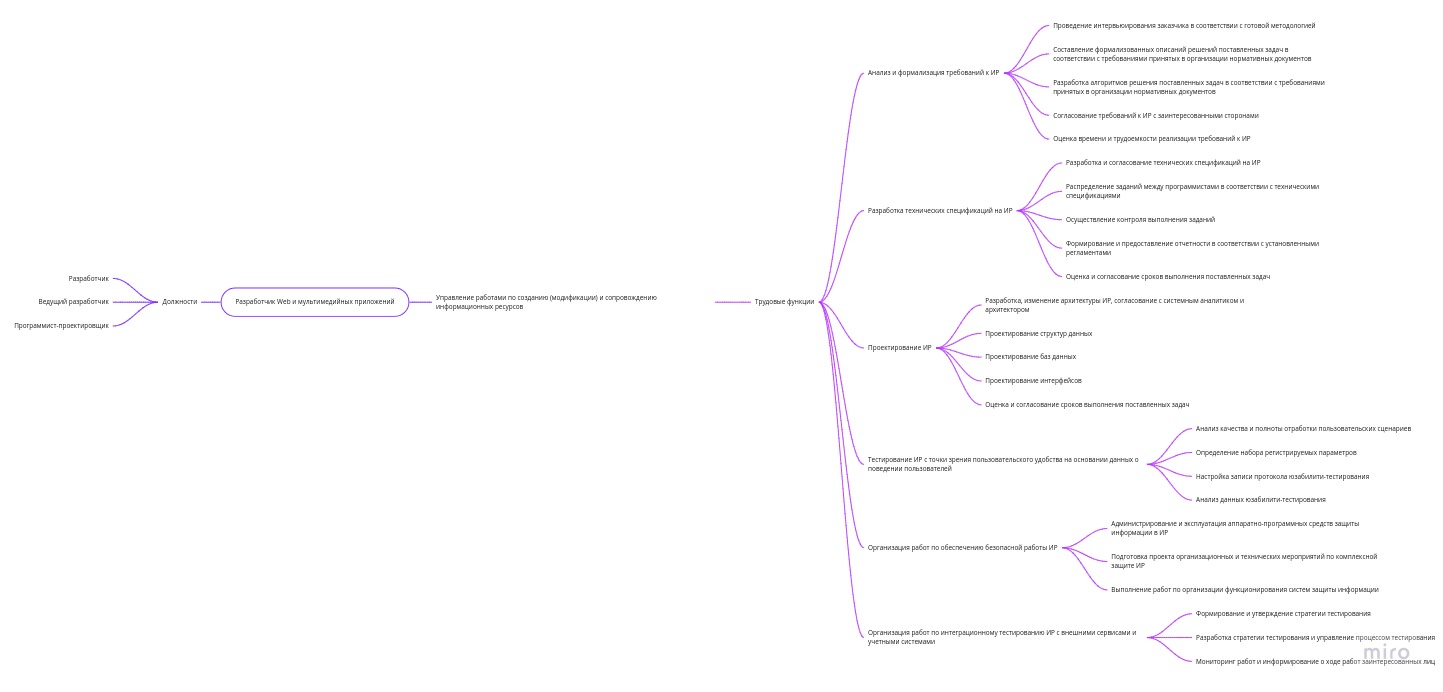 Разработчик
Ведущий разработчик
Программист-проектировщик
Должности
Разработчик Web и мультимедийных приложений
Управление работами по созданию (модификации) и сопровождению
информационных ресурсов
Трудовые функции
Анализ и формализация требований к ИР
Проведение интервьюирования заказчика в соответствии с готовой методологией
Составление формализованных описаний решений поставленных задач в
соответствии с требованиями принятых в организации нормативных документов
Разработка алгоритмов решения поставленных задач в соответствии с требованиями
принятых в организации нормативных документов
Согласование требований к ИР с заинтересованными сторонами
Оценка времени и трудоемкости реализации требований к ИР
Разработка технических спецификаций на ИР
Разработка и согласование технических спецификаций на ИР
Распределение заданий между программистами в соответствии с техническими
спецификациями
Осуществление контроля выполнения заданий
Формирование и предоставление отчетности в соответствии с установленными
регламентами
Оценка и согласование сроков выполнения поставленных задач
Проектирование ИР
Разработка, изменение архитектуры ИР, согласование с системным аналитиком и
архитектором
Проектирование структур данных
Проектирование баз данных
Проектирование интерфейсов
Оценка и согласование сроков выполнения поставленных задач
Тестирование ИР с точки зрения пользовательского удобства на основании данных о
поведении пользователей
Анализ качества и полноты отработки пользовательских сценариев
Определение набора регистрируемых параметров
Настройка записи протокола юзабилити-тестирования
Анализ данных юзабилити-тестирования
Организация работ по обеспечению безопасной работы ИР
Администрирование и эксплуатация аппаратно-программных средств защиты
информации в ИР
Подготовка проекта организационных и технических мероприятий по комплексной
защите ИР
Выполнение работ по организации функционирования систем защиты информации
Организация работ по интеграционному тестированию ИР с внешними сервисами и
учетными системами
Формирование и утверждение стратегии тестирования
Разработка стратегии тестирования и управление процессом тестирования
Мониторинг работ и информирование о ходе работ заинтересованных лиц
miro